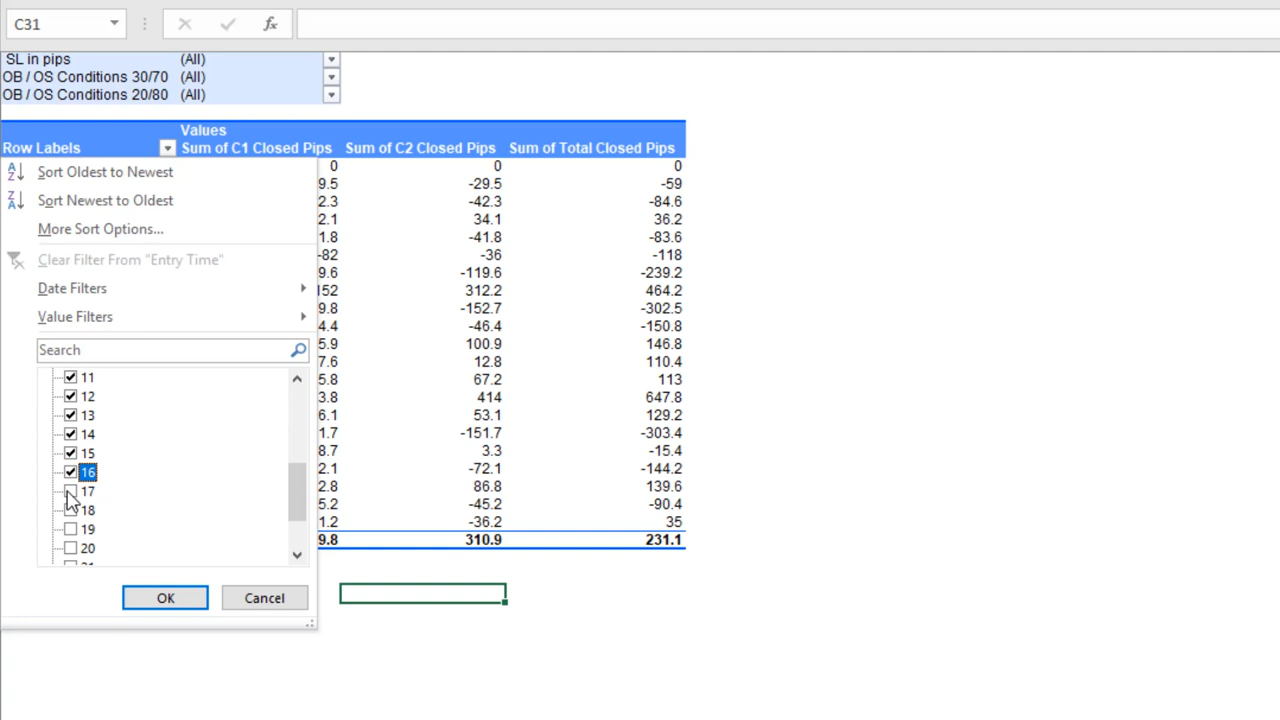 C31
fx
SL in pips (All)
OB / OS Conditions 30/70 (All)
OB / OS Conditions 20/80 (All)
Values
Row Labels Sum of C1 Closed Pips Sum of C2 Closed Pips Sum of Total Closed Pips
0 0 0
9.5 -29.5 -59
2.3 -42.3 -84.6
2.1 34.1 36.2
1.8 -41.8 -83.6
-82 -36 -118
9.6 -119.6 -239.2
152 312.2 464.2
9.8 -152.7 -302.5
4.4 -46.4 -150.8
5.9 100.9 146.8
7.6 12.8 110.4
5.8 67.2 113
3.8 414 647.8
6.1 53.1 129.2
1.7 -151.7 -303.4
8.7 3.3 -15.4
2.1 -72.1 -144.2
2.8 86.8 139.6
5.2 -45.2 -90.4
1.2 -36.2 35
9.8 310.9 231.1
Sort Oldest to Newest
Sort Newest to Oldest
More Sort Options...
Clear Filter From "Entry Time"
Date Filters
Value Filters
Search
11
12
13
14
15
16
17
18
19
20
OK Cancel